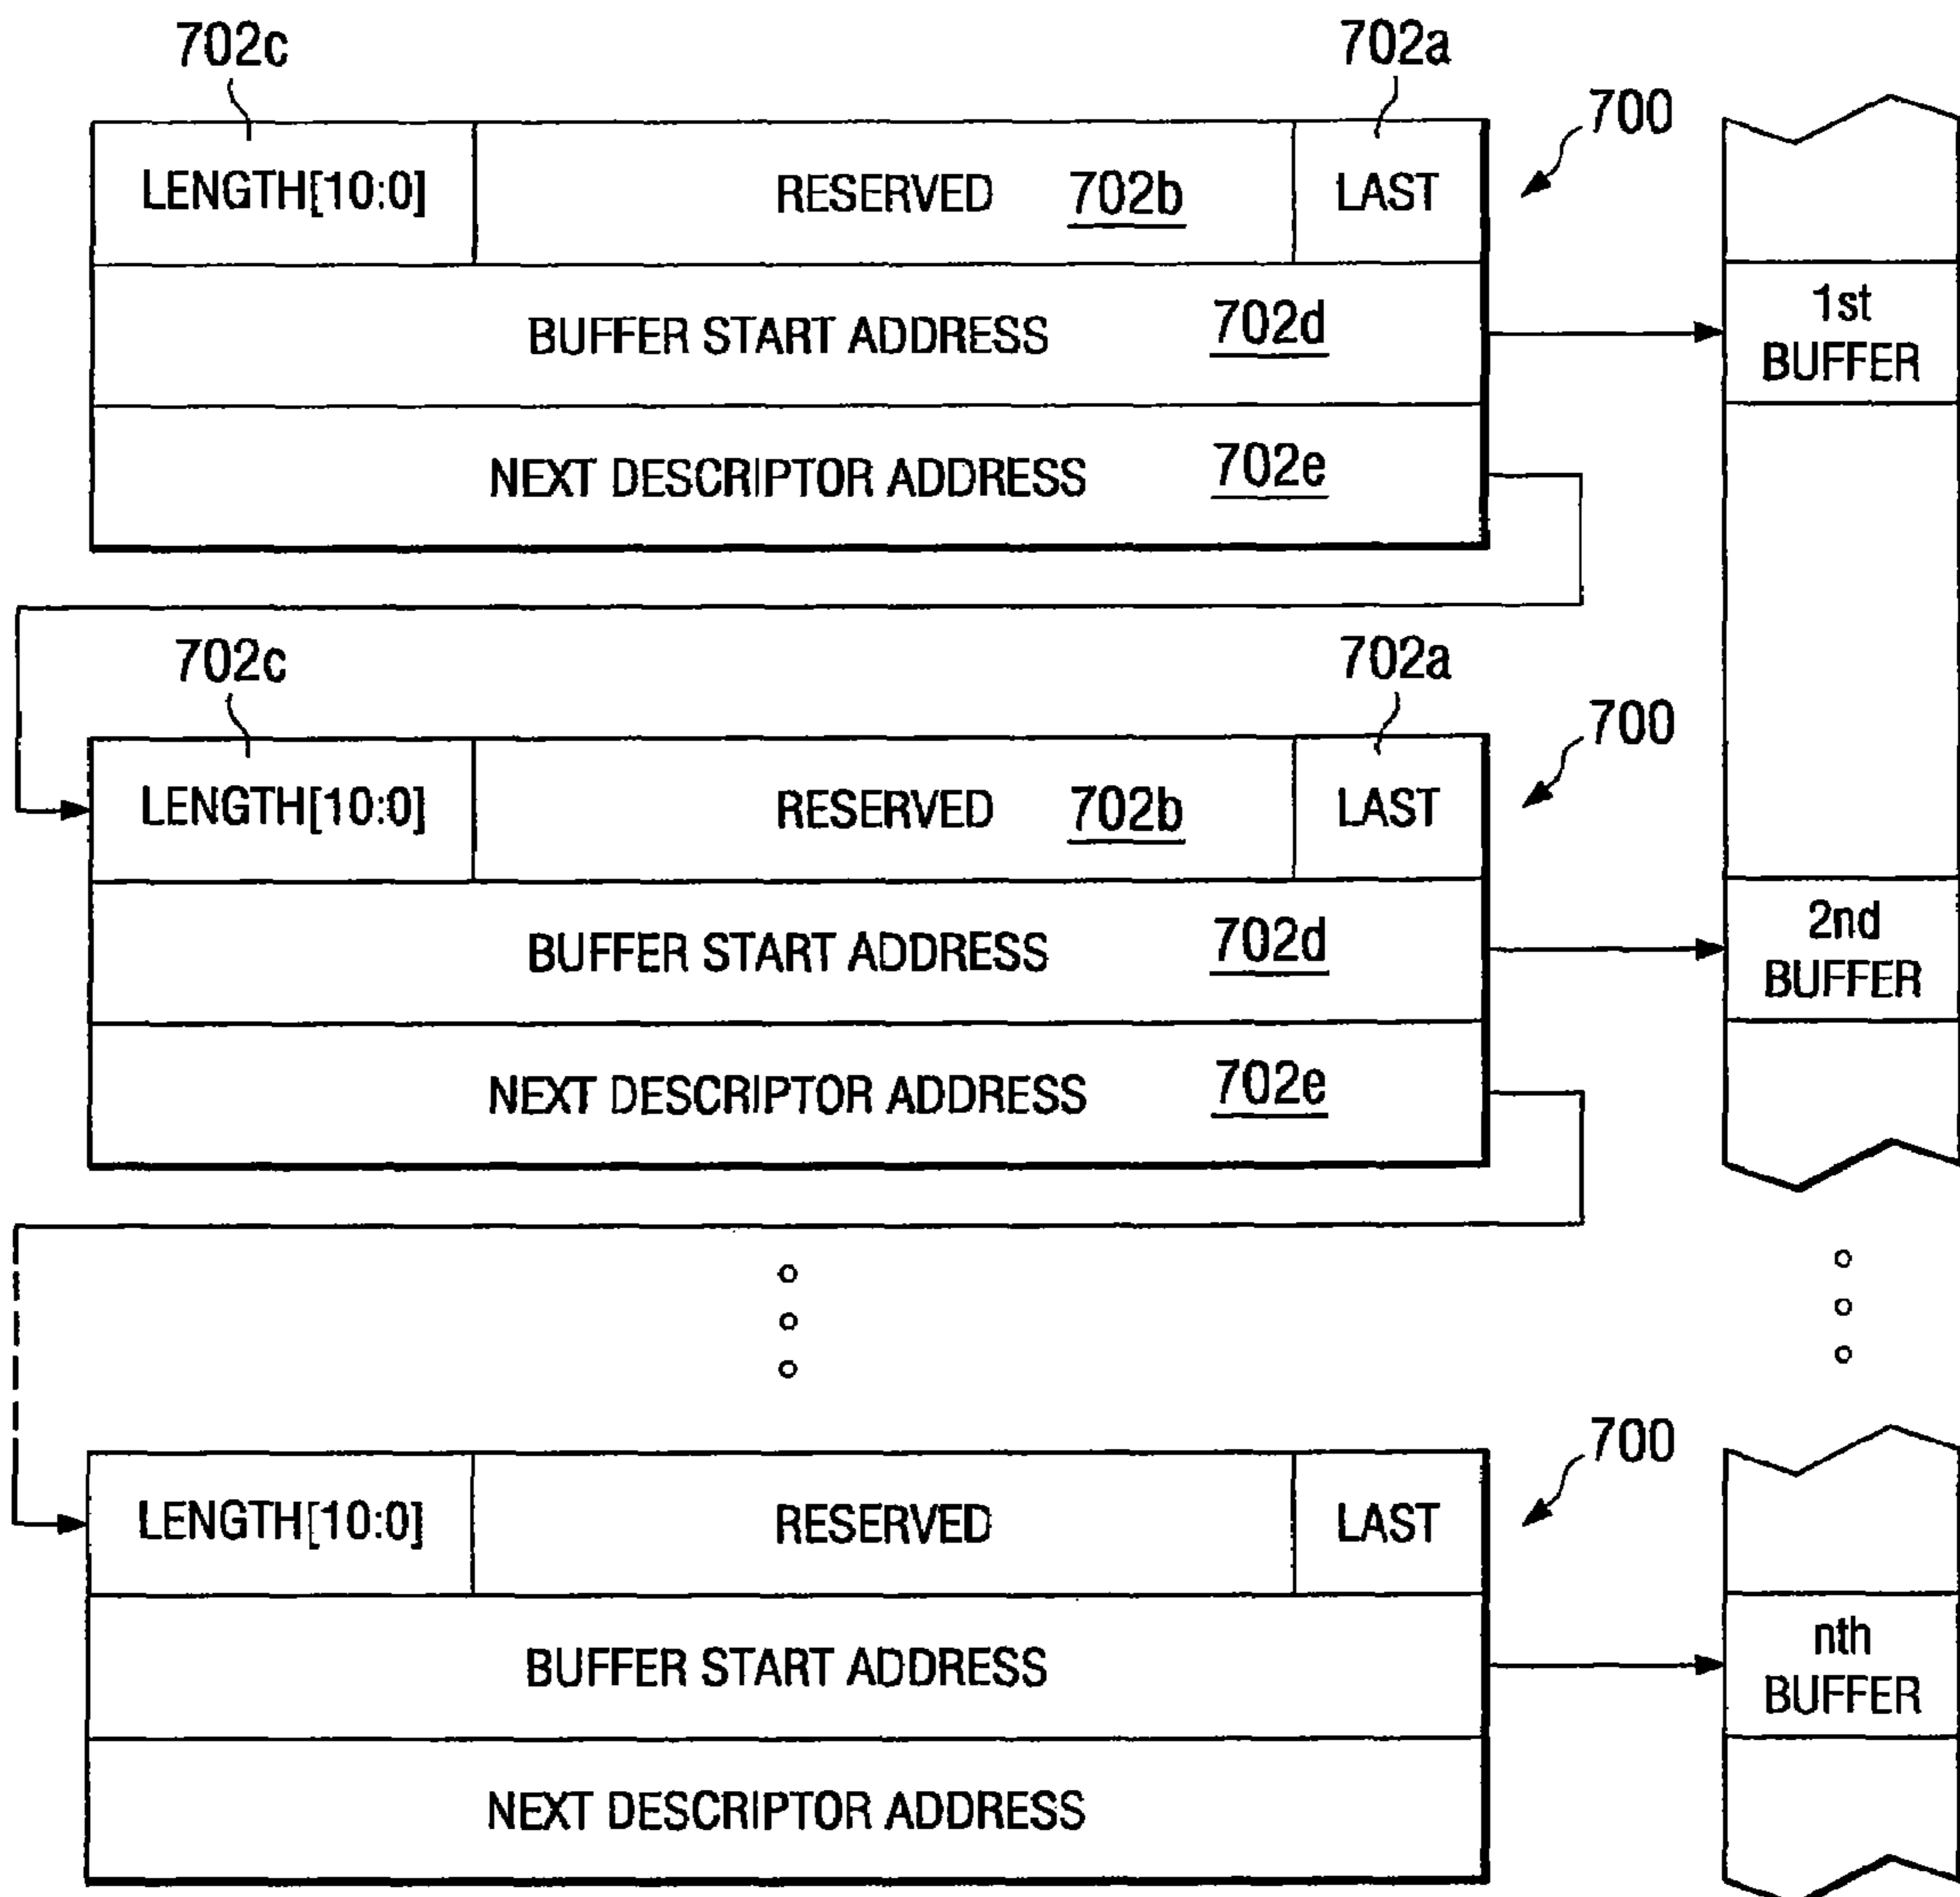 702c 702a
700
LENGTH[10:0] RESERVED 702b LAST
BUFFER START ADDRESS 702d
1st
BUFFER
NEXT DESCRIPTOR ADDRESS 702e
702c 702a
700
LENGTH[10:0] RESERVED 702b LAST
BUFFER START ADDRESS 702d
2nd
BUFFER
NEXT DESCRIPTOR ADDRESS 702e
700
LENGTH[10:0] RESERVED LAST
BUFFER START ADDRESS
nth
BUFFER
NEXT DESCRIPTOR ADDRESS